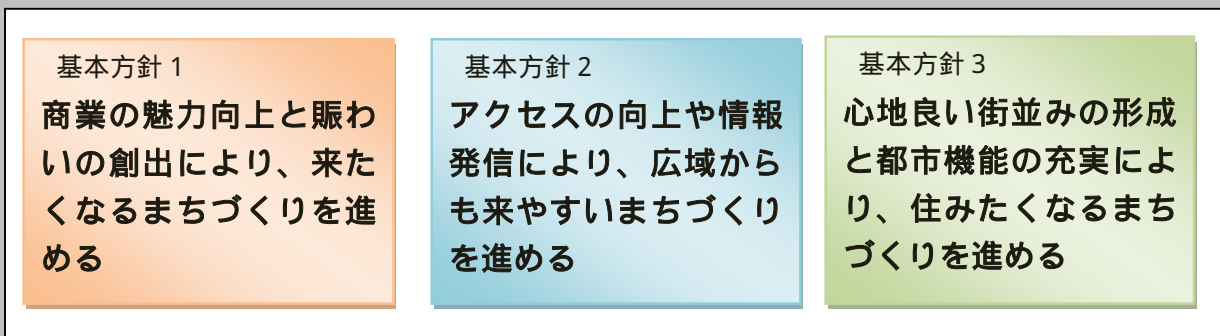 基本方針 1
商業の魅力向上と賑わ
いの創出により、来た
くなるまちづくりを進
める
基本方針 2
アクセスの向上や情報
発信により、広域から
も来やすいまちづくり
を進める
基本方針 3
心地良い街並みの形成
と都市機能の充実によ
り、住みたくなるまち
づくりを進める